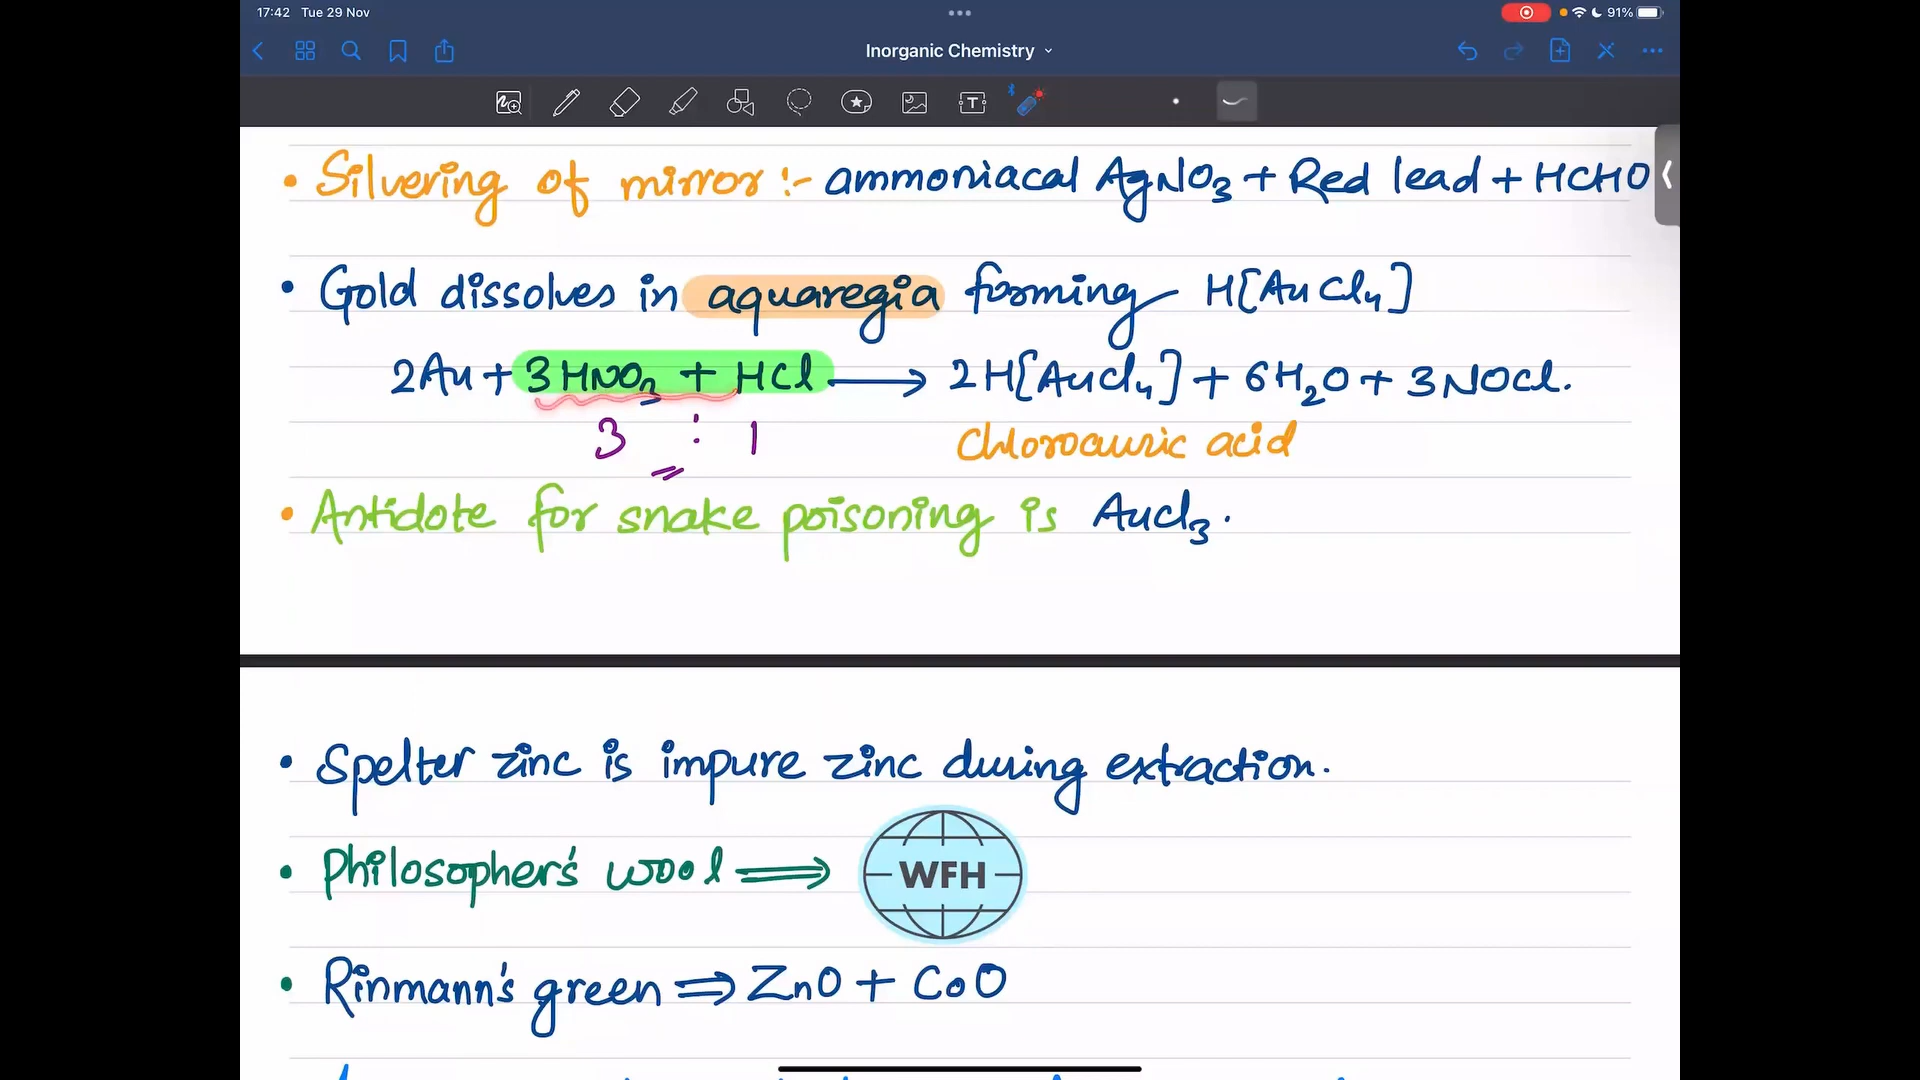 17:42 Tue 29 Nov
91%
Inorganic Chemistry
T
• Silvering of mirror :- ammoniacal AgNO₃ + Red lead + HCHO
• Gold dissolves in aquaregia forming H[AuCl₄]
2Au + 3HNO₃ + HCl → 2H[AuCl₄] + 6H₂O + 3NOCl.
3 : 1 Chloroauric acid
• Antidote for snake poisoning is AuCl₃.
• Spelter zinc is impure zinc during extraction.
• Philosopher's wool ⟹ WFH
• Rinmann's green ⟹ ZnO + CoO